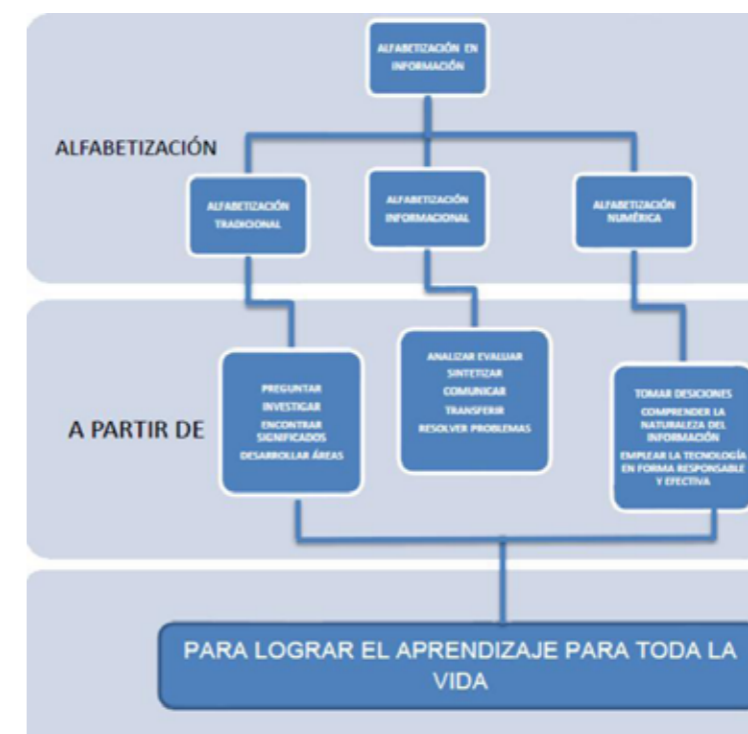 ALFABETIZACIÓN EN
INFORMACIÓN
ALFABETIZACIÓN
ALFABETIZACIÓN
TRADICIONAL
ALFABETIZACIÓN
INFORMACIONAL
ALFABETIZACIÓN
NUMÉRICA
A PARTIR DE
PREGUNTAR
INVESTIGAR
ENCONTRAR
SIGNIFICADOS
DESARROLLAR ÁREAS
ANALIZAR EVALUAR
SINTETIZAR
COMUNICAR
TRANSFERIR
RESOLVER PROBLEMAS
TOMAR DESICIONES
COMPRENDER LA
NATURALEZA DEL
INFORMACIÓN
EMPLEAR LA TECNOLOGÍA
EN FORMA RESPONSABLE
Y EFECTIVA
PARA LOGRAR EL APRENDIZAJE PARA TODA LA
VIDA